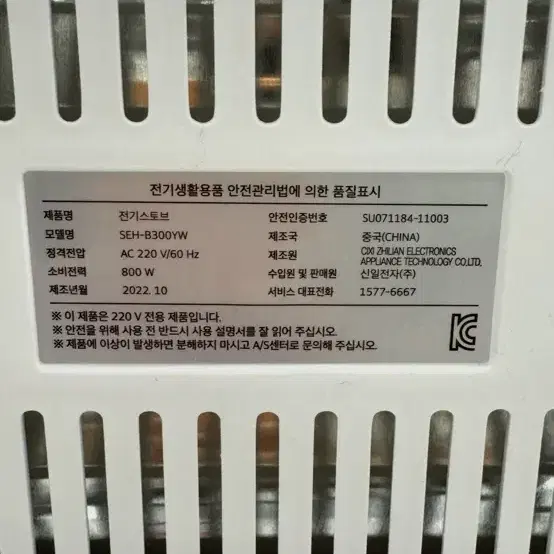 전기생활용품 안전관리법에 의한 품질표시
제품명 전기스토브 안전인증번호 SU071184-11003
모델명 SEH-B300YW 제조국 중국(CHINA)
정격전압 AC 220 V/60 Hz 제조원 CIXI ZHILIAN ELECTRONICS
APPLIANCE TECHNOLOGY CO,LTD.
소비전력 800 W 수입원 및 판매원 신일전자(주)
제조년월 2022. 10 서비스 대표전화 1577-6667
※ 이 제품은 220 V 전용 제품입니다.
※ 안전을 위해 사용 전 반드시 사용 설명서를 잘 읽어 주십시오.
※ 제품에 이상이 발생하면 분해하지 마시고 A/S센터로 문의해 주십시오.
KC